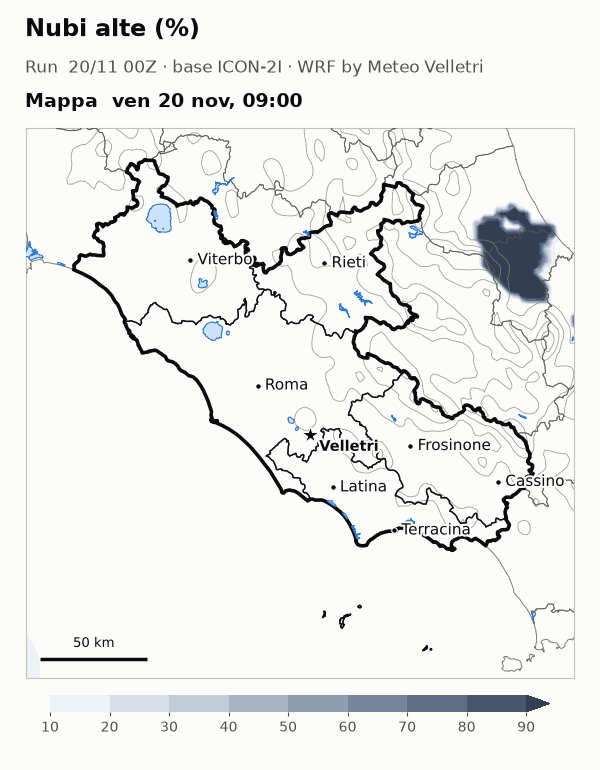 Nubi alte (%)
Run 20/11 00Z · base ICON-2I · WRF by Meteo Velletri
Mappa ven 20 nov, 09:00
Viterbo
Rieti
Roma
Velletri
Frosinone
Latina
Cassino
Terracina
50 km
10 20 30 40 50 60 70 80 90